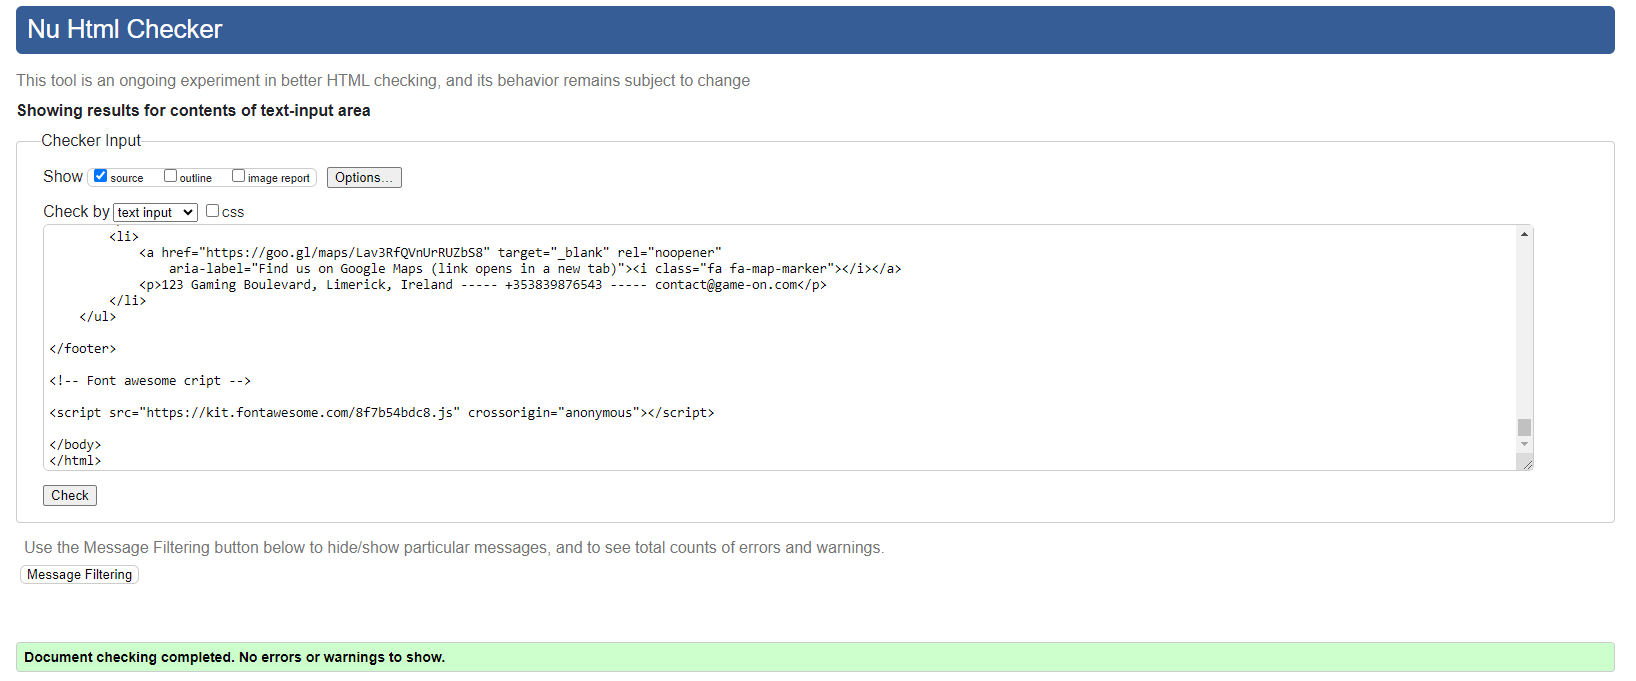 Nu Html Checker
This tool is an ongoing experiment in better HTML checking, and its behavior remains subject to change
Showing results for contents of text-input area
Checker Input
Show source outline image report Options...
Check by text input css
<li>
<a href="https://goo.gl/maps/Lav3RfQVnUrRUZbS8" target="_blank" rel="noopener"
aria-label="Find us on Google Maps (link opens in a new tab)"><i class="fa fa-map-marker"></i></a>
<p>123 Gaming Boulevard, Limerick, Ireland ----- +353839876543 ----- contact@game-on.com</p>
</li>
</ul>
</footer>
<!-- Font awesome cript -->
<script src="https://kit.fontawesome.com/8f7b54bdc8.js" crossorigin="anonymous"></script>
</body>
</html>
Check
Use the Message Filtering button below to hide/show particular messages, and to see total counts of errors and warnings.
Message Filtering
Document checking completed. No errors or warnings to show.